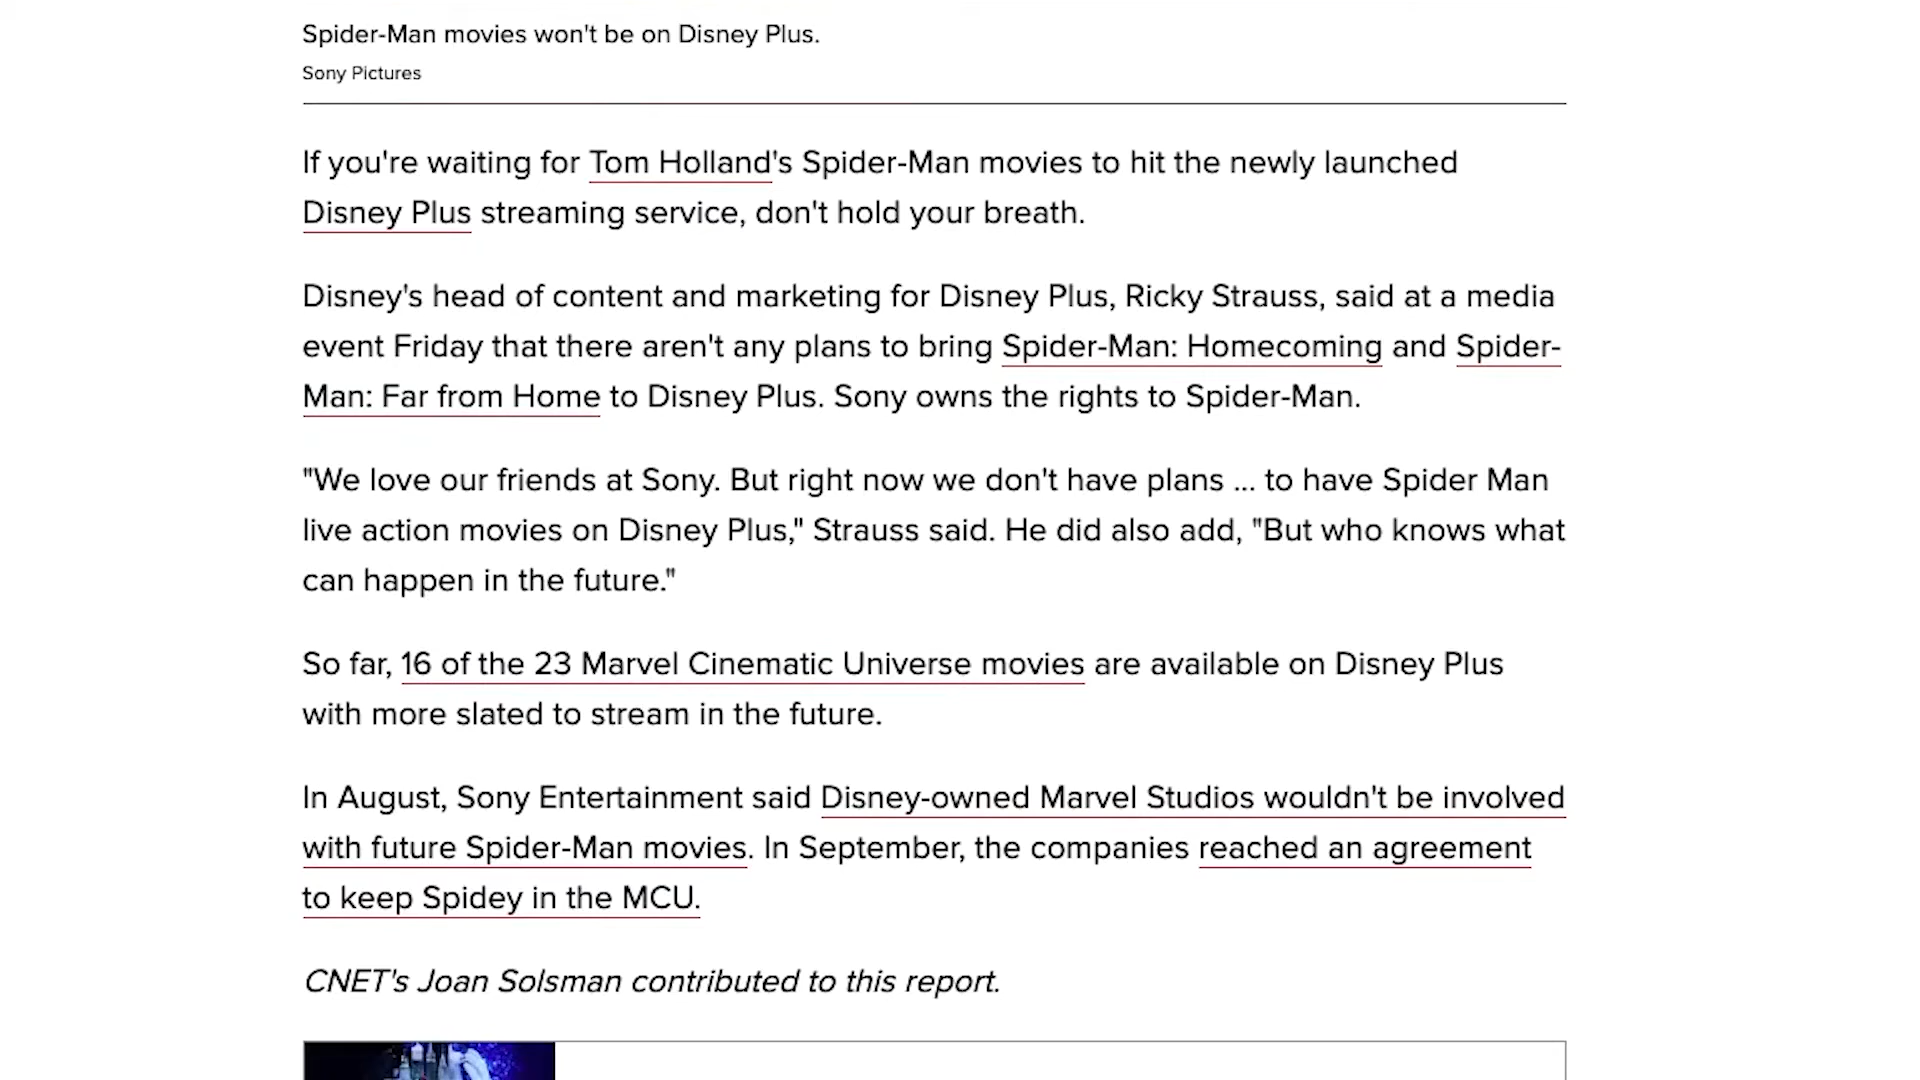 Spider-Man movies won't be on Disney Plus.
Sony Pictures
If you're waiting for Tom Holland's Spider-Man movies to hit the newly launched
Disney Plus streaming service, don't hold your breath.
Disney's head of content and marketing for Disney Plus, Ricky Strauss, said at a media
event Friday that there aren't any plans to bring Spider-Man: Homecoming and Spider-
Man: Far from Home to Disney Plus. Sony owns the rights to Spider-Man.
"We love our friends at Sony. But right now we don't have plans ... to have Spider Man
live action movies on Disney Plus," Strauss said. He did also add, "But who knows what
can happen in the future."
So far, 16 of the 23 Marvel Cinematic Universe movies are available on Disney Plus
with more slated to stream in the future.
In August, Sony Entertainment said Disney-owned Marvel Studios wouldn't be involved
with future Spider-Man movies. In September, the companies reached an agreement
to keep Spidey in the MCU.
CNET's Joan Solsman contributed to this report.